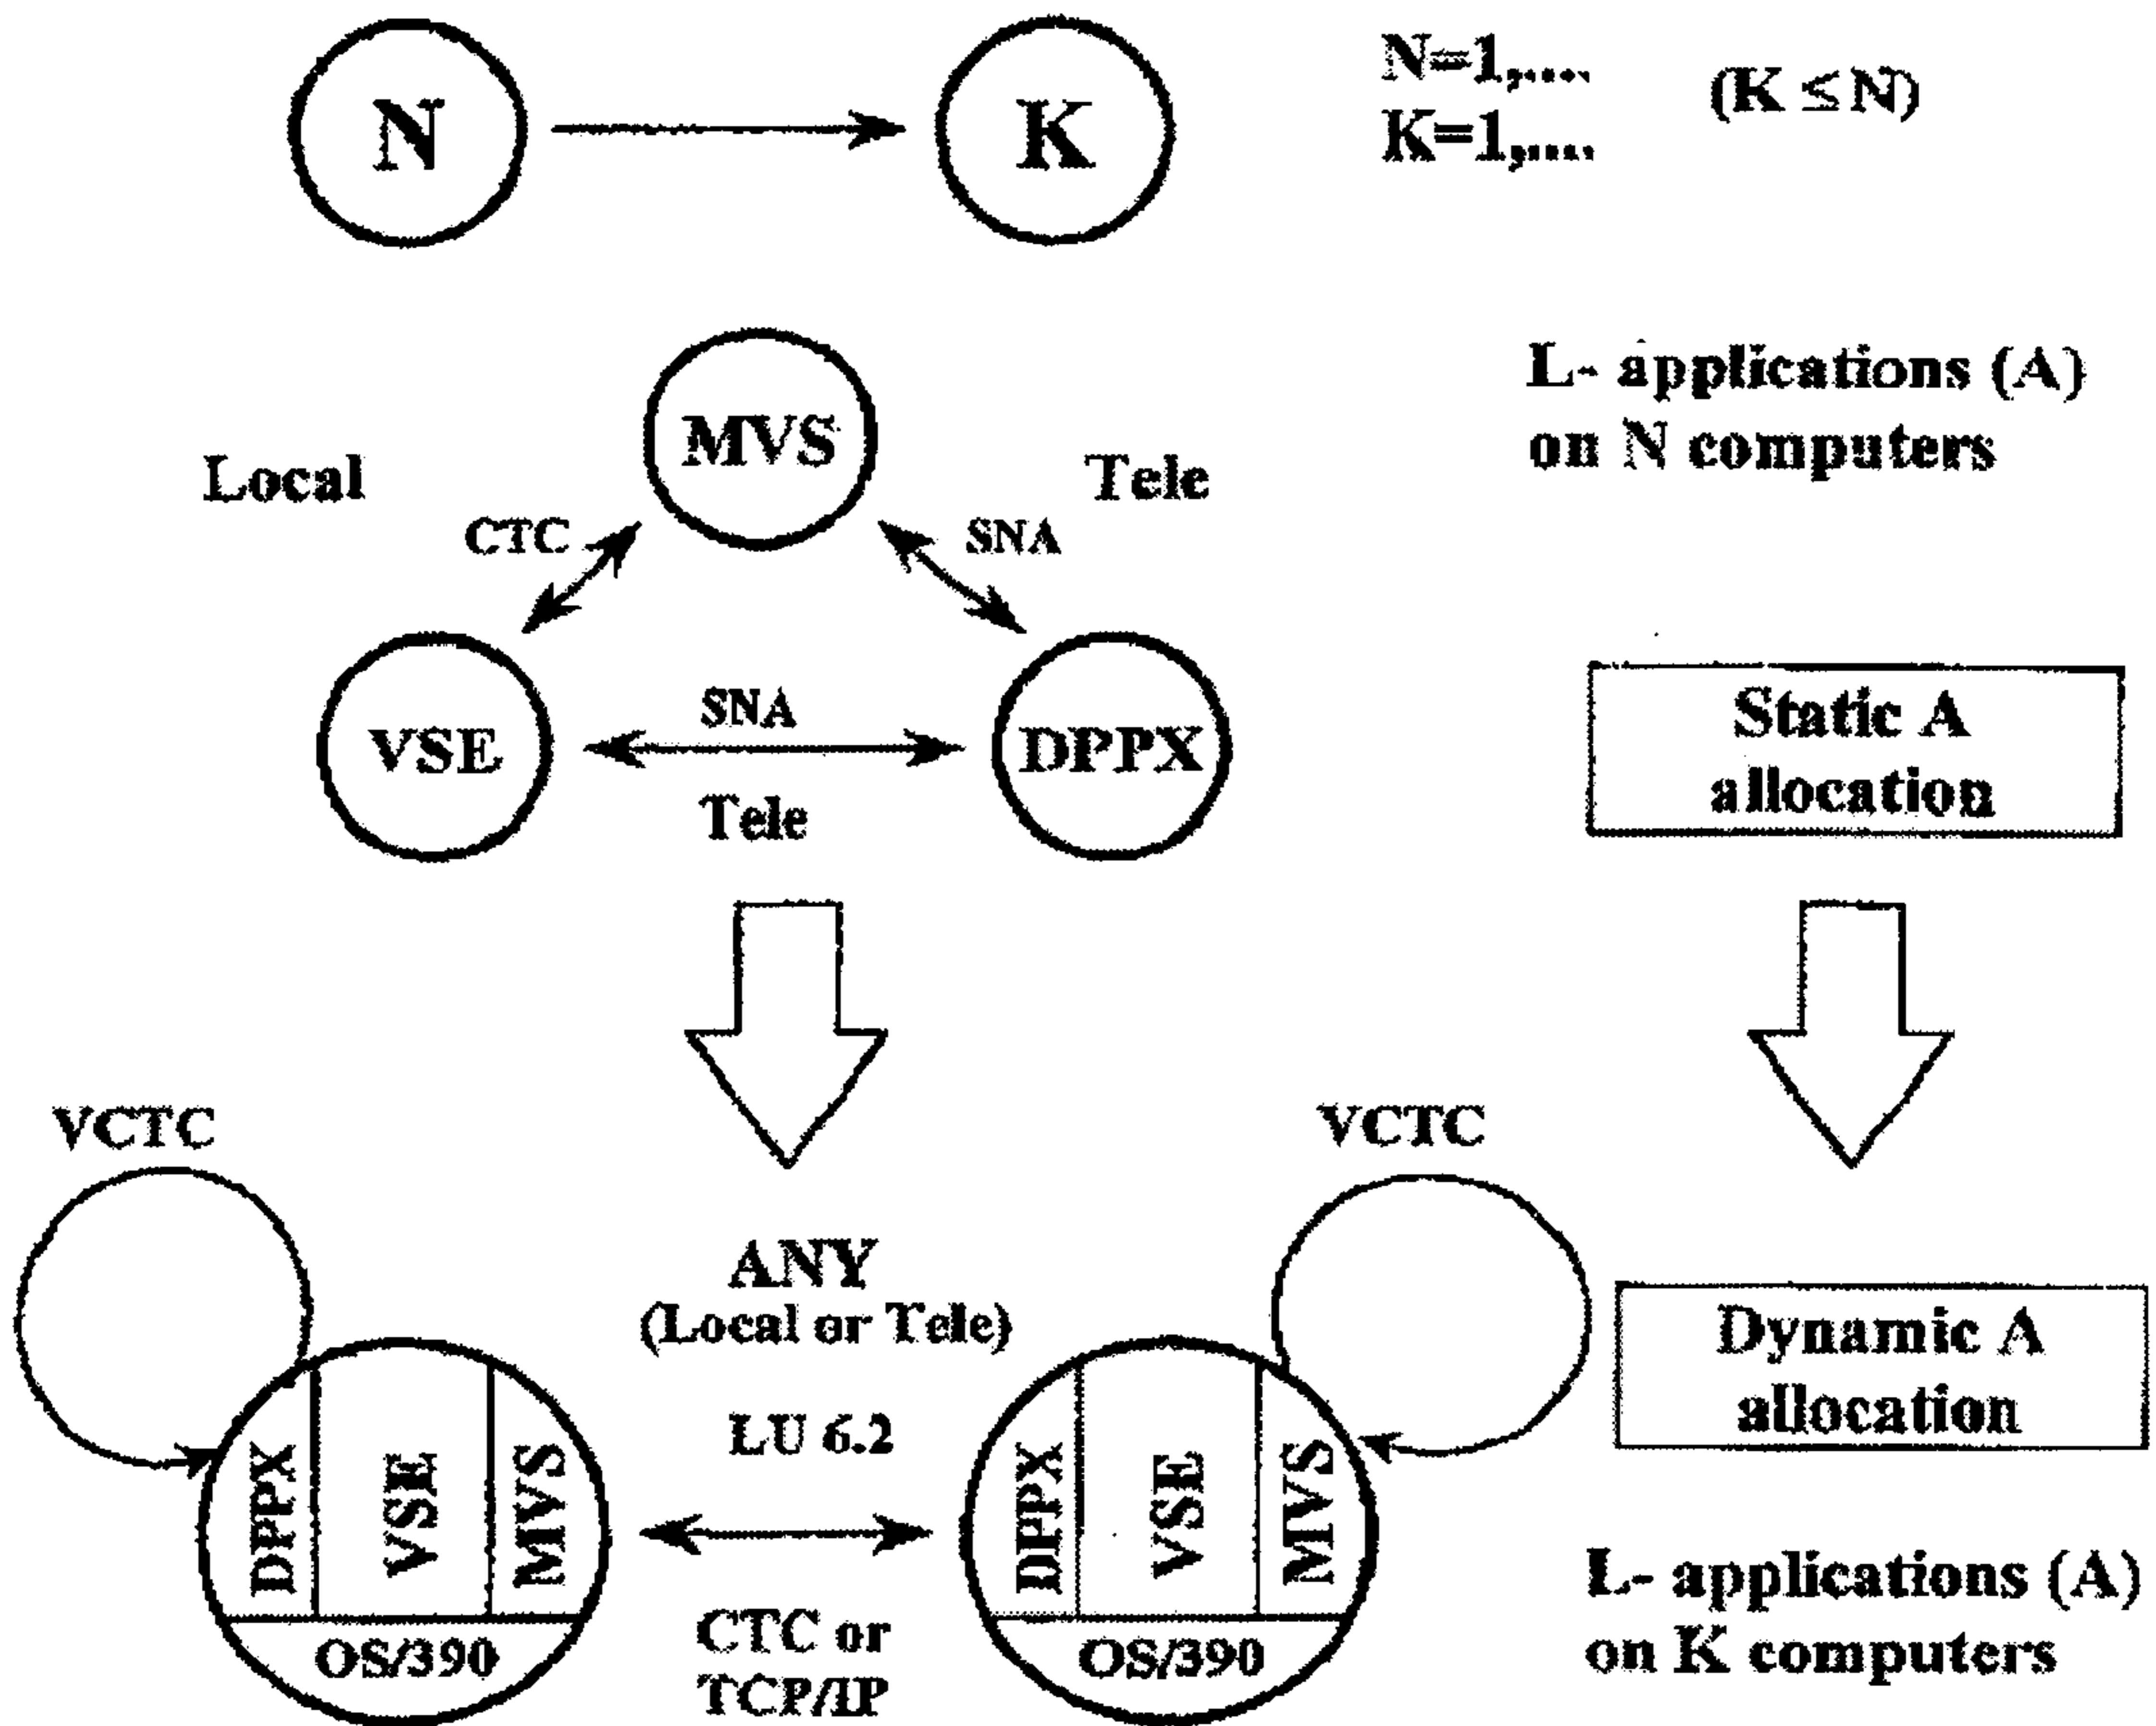 N
K
N=1,....
K=1,....
(K ≤ N)
MVS
L- applications (A)
on N computers
Local
Tele
CTC
SNA
VSE
SNA
DPPX
Tele
Static A
allocation
VCTC
VCTC
ANY
(Local or Tele)
LU 6.2
Dynamic A
allocation
DPPX
VSE
MVS
OS/390
DPPX
VSE
MVS
OS/390
CTC or
TCP/IP
L- applications (A)
on K computers